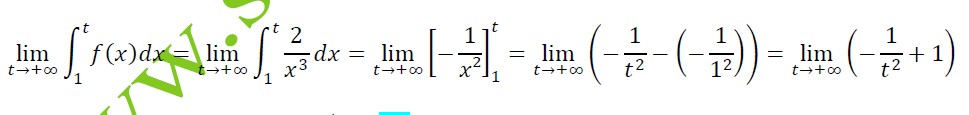 lim_{t→+∞} ∫_1^t f(x)dx = lim_{t→+∞} ∫_1^t 2/x³ dx = lim_{t→+∞} [−1/x²]_1^t = lim_{t→+∞} (−1/t² − (−1/1²)) = lim_{t→+∞} (−1/t² + 1)
w.s